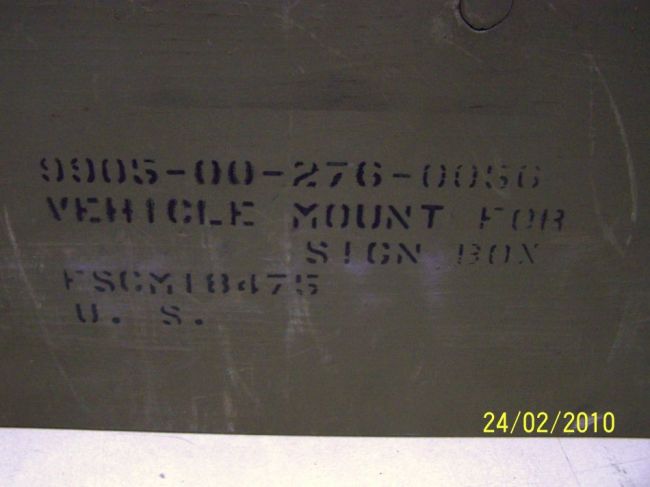 9905-00-276-0056
VEHICLE MOUNT FOR
SIGN BOX
FSCM18475
U. S.
24/02/2010